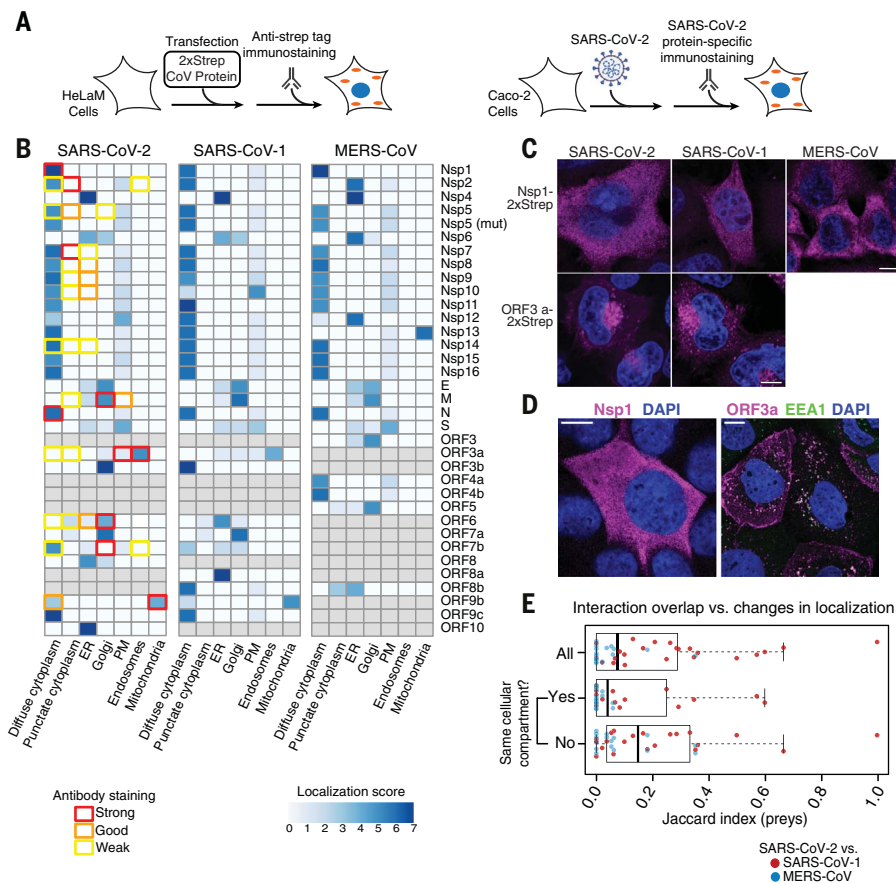 A
Transfection
2xStrep
CoV Protein
Anti-strep tag
immunostaining
HeLaM
Cells
SARS-CoV-2
SARS-CoV-2
protein-specific
immunostaining
Caco-2
Cells
B
SARS-CoV-2
SARS-CoV-1
MERS-CoV
Nsp1
Nsp2
Nsp4
Nsp5
Nsp5 (mut)
Nsp6
Nsp7
Nsp8
Nsp9
Nsp10
Nsp11
Nsp12
Nsp13
Nsp14
Nsp15
Nsp16
E
M
N
S
ORF3
ORF3a
ORF3b
ORF4a
ORF4b
ORF5
ORF6
ORF7a
ORF7b
ORF8
ORF8a
ORF8b
ORF9b
ORF9c
ORF10
Diffuse cytoplasm
Punctate cytoplasm
ER
Golgi
PM
Endosomes
Mitochondria
Diffuse cytoplasm
Punctate cytoplasm
ER
Golgi
PM
Endosomes
Mitochondria
Diffuse cytoplasm
Punctate cytoplasm
ER
Golgi
PM
Endosomes
Mitochondria
Antibody staining
Strong
Good
Weak
Localization score
0 1 2 3 4 5 6 7
C
SARS-CoV-2
SARS-CoV-1
MERS-CoV
Nsp1-
2xStrep
ORF3 a-
2xStrep
D
Nsp1 DAPI
ORF3a EEA1 DAPI
E
Interaction overlap vs. changes in localization
All
Yes
No
Same cellular
compartment?
0.0 0.2 0.4 0.6 0.8 1.0
Jaccard index (preys)
SARS-CoV-2 vs.
SARS-CoV-1
MERS-CoV